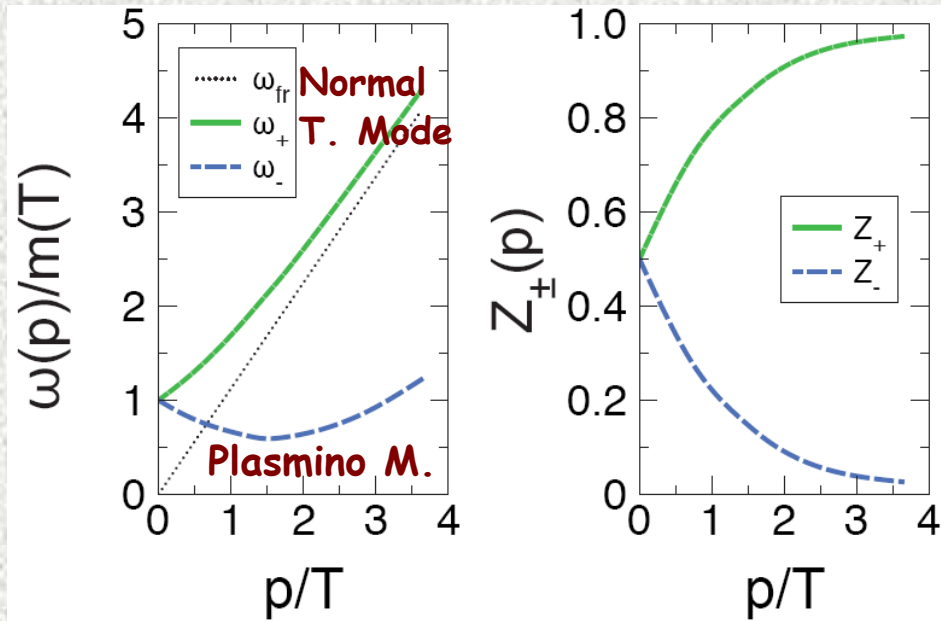 ω(p)/m(T)
5
4
3
2
1
0
ω_fr Normal
ω_+ T. Mode
ω_-
Plasmino M.
0 1 2 3 4
p/T
Z_±(p)
1.0
0.8
0.6
0.4
0.2
0
Z_+
Z_-
0 1 2 3 4
p/T